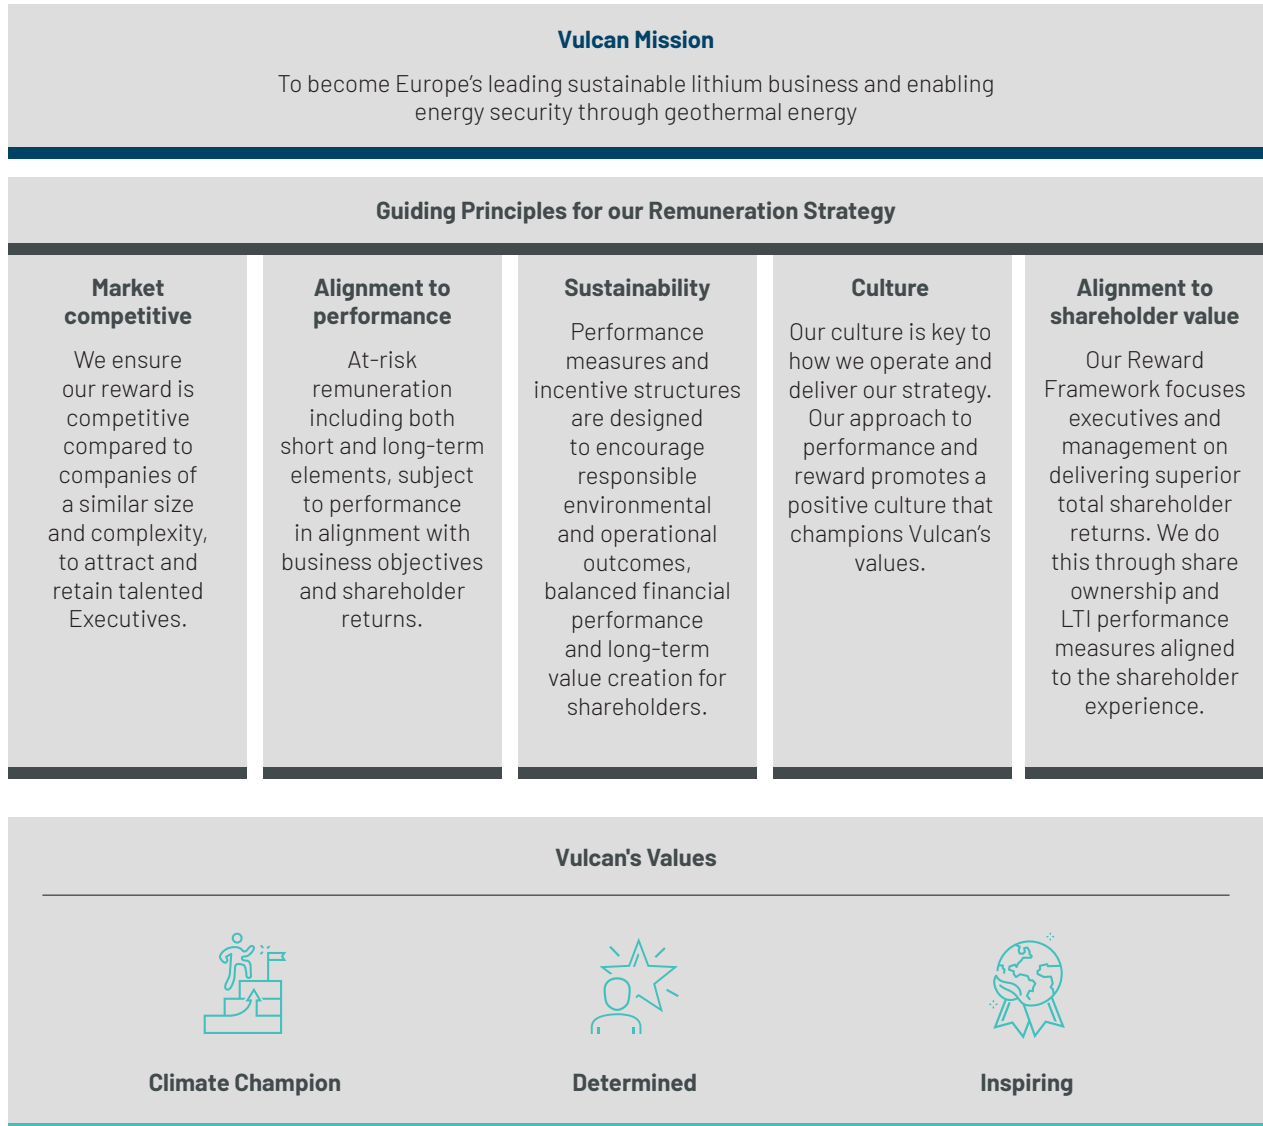 Vulcan Mission
To become Europe's leading sustainable lithium business and enabling
energy security through geothermal energy
Guiding Principles for our Remuneration Strategy
Market
competitive
We ensure
our reward is
competitive
compared to
companies of
a similar size
and complexity,
to attract and
retain talented
Executives.
Alignment to
performance
At-risk
remuneration
including both
short and long-term
elements, subject
to performance
in alignment with
business objectives
and shareholder
returns.
Sustainability
Performance
measures and
incentive structures
are designed
to encourage
responsible
environmental
and operational
outcomes,
balanced financial
performance
and long-term
value creation for
shareholders.
Culture
Our culture is key to
how we operate and
deliver our strategy.
Our approach to
performance and
reward promotes a
positive culture that
champions Vulcan's
values.
Alignment to
shareholder value
Our Reward
Framework focuses
executives and
management on
delivering superior
total shareholder
returns. We do
this through share
ownership and
LTI performance
measures aligned
to the shareholder
experience.
Vulcan's Values
Climate Champion
Determined
Inspiring